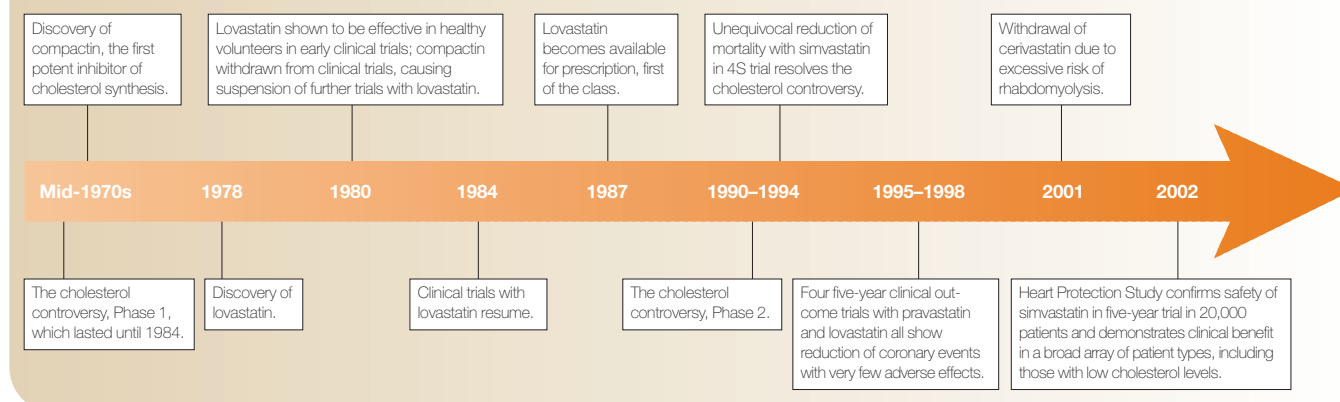 Discovery of
compactin, the first
potent inhibitor of
cholesterol synthesis.
Lovastatin shown to be effective in healthy
volunteers in early clinical trials; compactin
withdrawn from clinical trials, causing
suspension of further trials with lovastatin.
Lovastatin
becomes available
for prescription, first
of the class.
Unequivocal reduction of
mortality with simvastatin
in 4S trial resolves the
cholesterol controversy.
Withdrawal of
cerivastatin due to
excessive risk of
rhabdomyolysis.
Mid-1970s
1978
1980
1984
1987
1990–1994
1995–1998
2001
2002
The cholesterol
controversy, Phase 1,
which lasted until 1984.
Discovery of
lovastatin.
Clinical trials with
lovastatin resume.
The cholesterol
controversy, Phase 2.
Four five-year clinical out-
come trials with pravastatin
and lovastatin all show
reduction of coronary events
with very few adverse effects.
Heart Protection Study confirms safety of
simvastatin in five-year trial in 20,000
patients and demonstrates clinical benefit
in a broad array of patient types, including
those with low cholesterol levels.